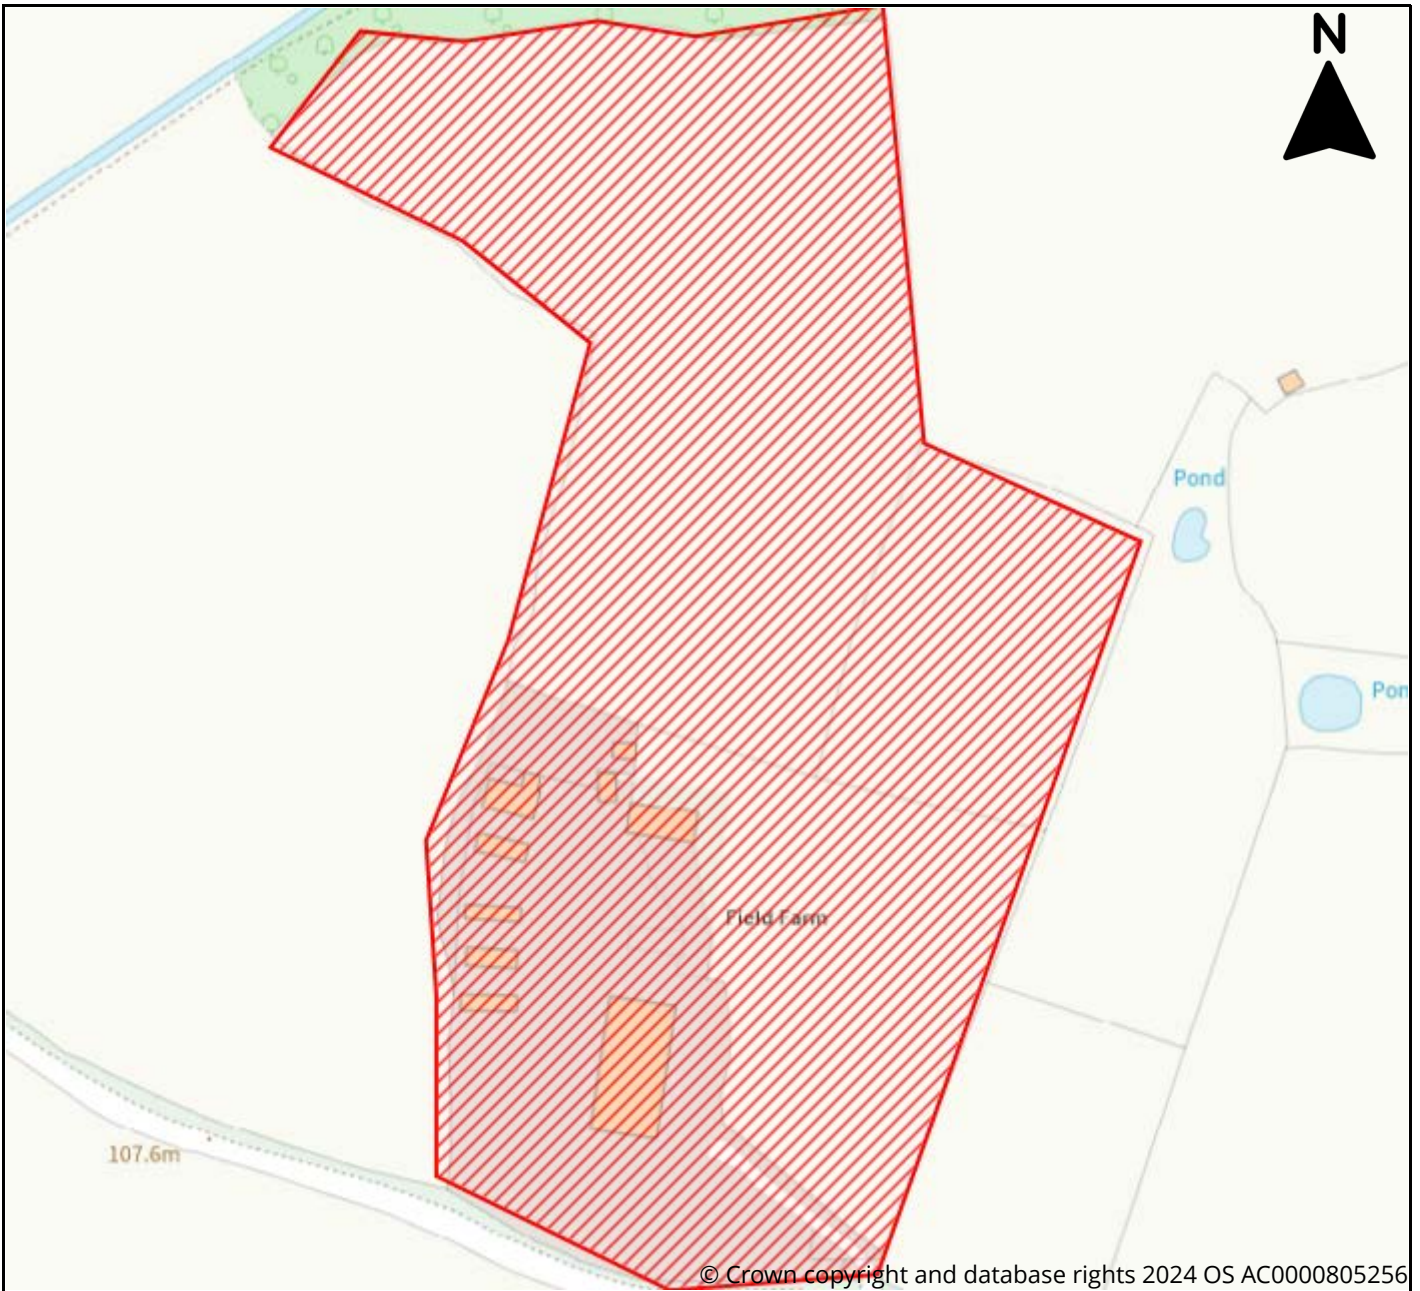 N
Pond
Pon
Field Farm
107.6m
© Crown copyright and database rights 2024 OS AC0000805256